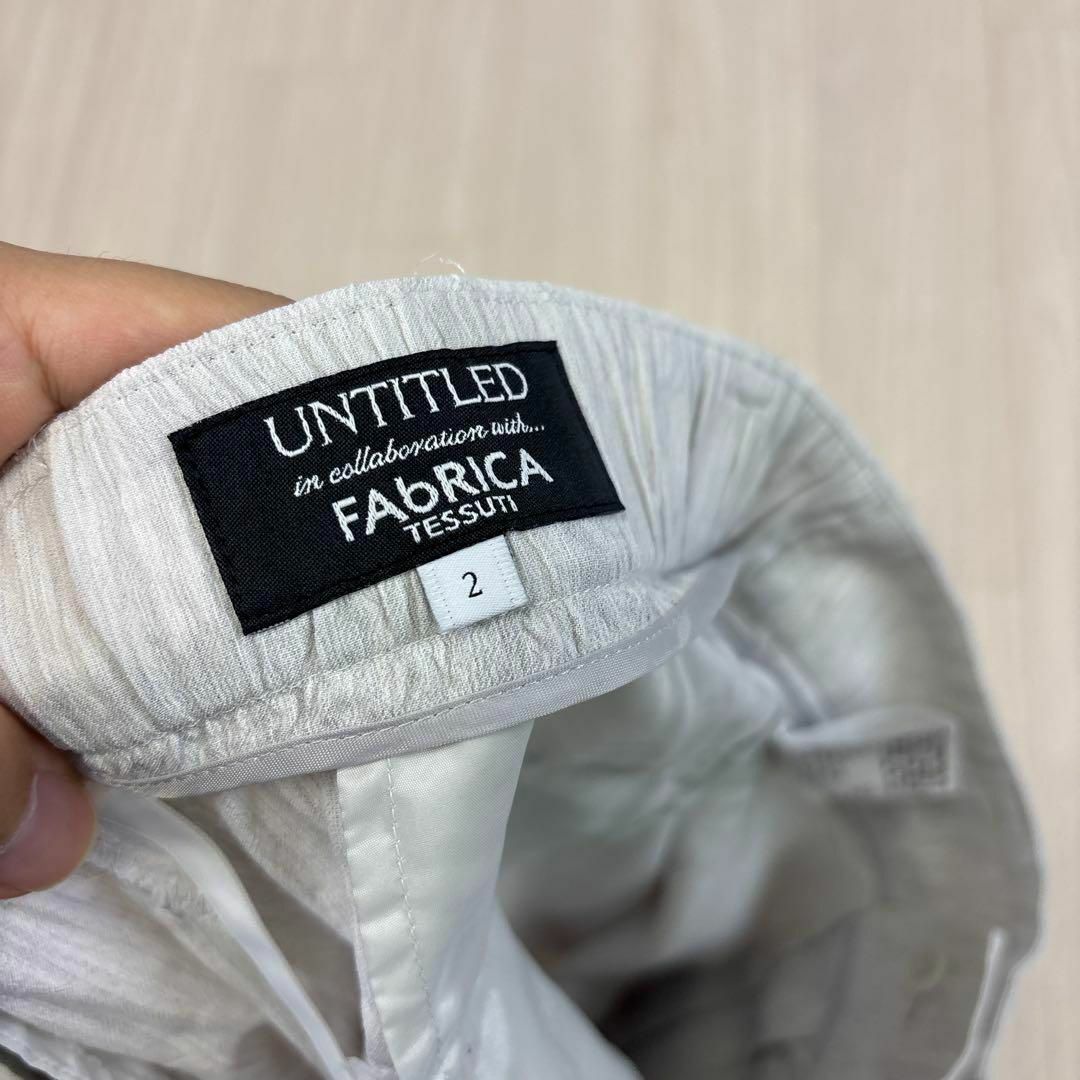 UNTITLED
in collaboration with...
FAbRICA
TESSUTI
2